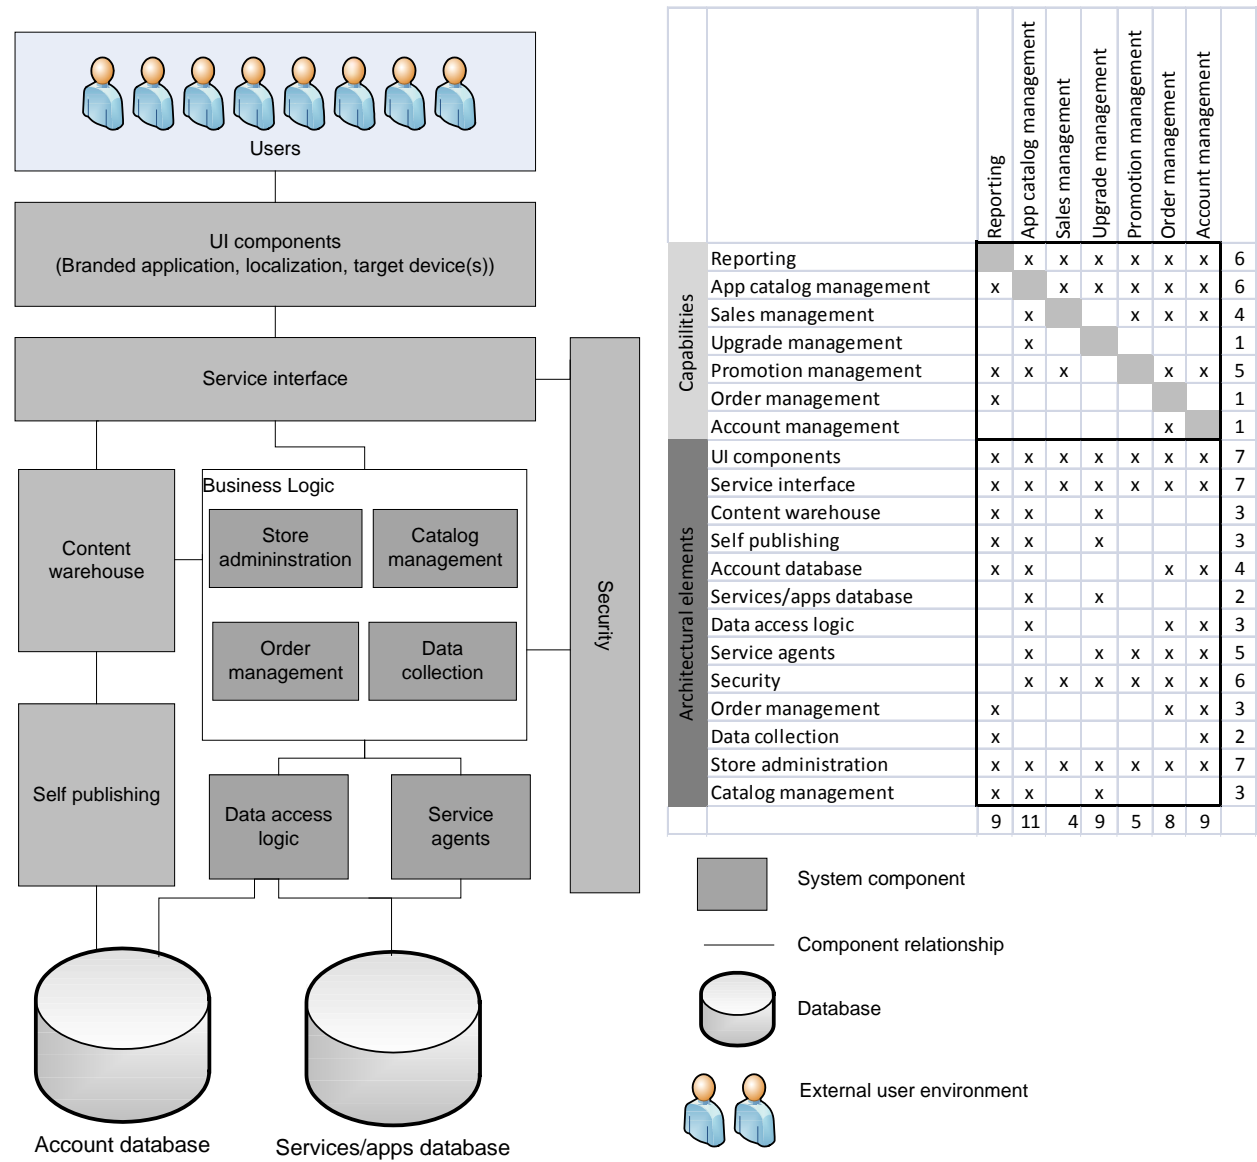 Users
UI components
(Branded application, localization, target device(s))
Service interface
Content
warehouse
Business Logic
Store
admininstration
Catalog
management
Order
management
Data
collection
Security
Self publishing
Data access
logic
Service
agents
Account database
Services/apps database
Reporting
App catalog management
Sales management
Upgrade management
Promotion management
Order management
Account management
Capabilities
Reporting x x x x x x 6
App catalog management x x x x x x 6
Sales management x x x x 4
Upgrade management x 1
Promotion management x x x x x 5
Order management x 1
Account management x 1
Architectural elements
UI components x x x x x x x 7
Service interface x x x x x x x 7
Content warehouse x x x 3
Self publishing x x x 3
Account database x x x x 4
Services/apps database x x 2
Data access logic x x x 3
Service agents x x x x x 5
Security x x x x x x 6
Order management x x x 3
Data collection x x 2
Store administration x x x x x x x 7
Catalog management x x x 3
9 11 4 9 5 8 9
System component
Component relationship
Database
External user environment